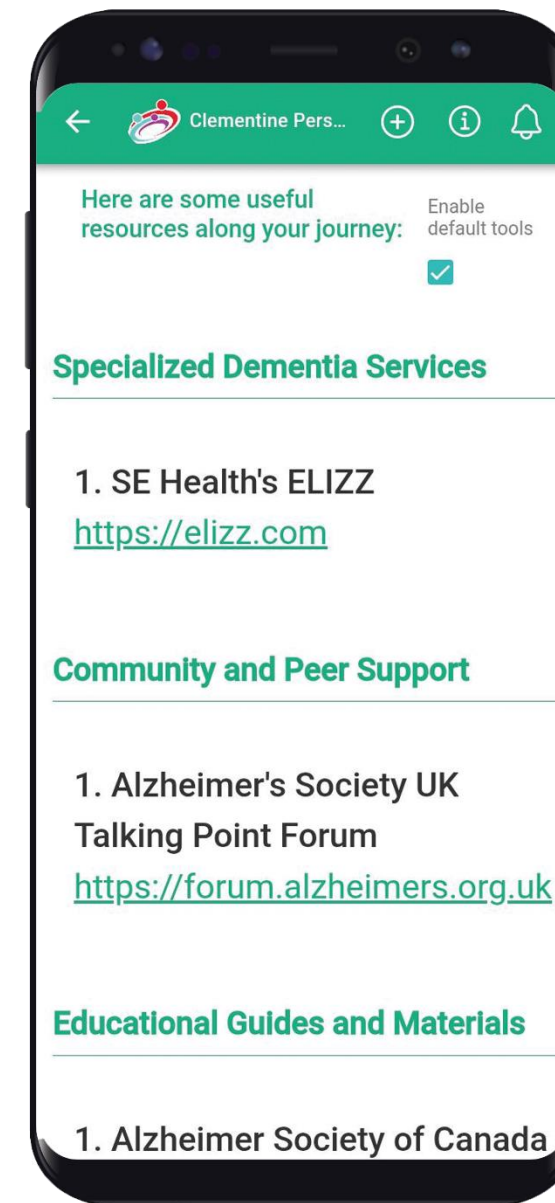 Clementine Pers...
Here are some useful
resources along your journey:
Enable
default tools
Specialized Dementia Services
1. SE Health's ELIZZ
https://elizz.com
Community and Peer Support
1. Alzheimer's Society UK
Talking Point Forum
https://forum.alzheimers.org.uk
Educational Guides and Materials
1. Alzheimer Society of Canada